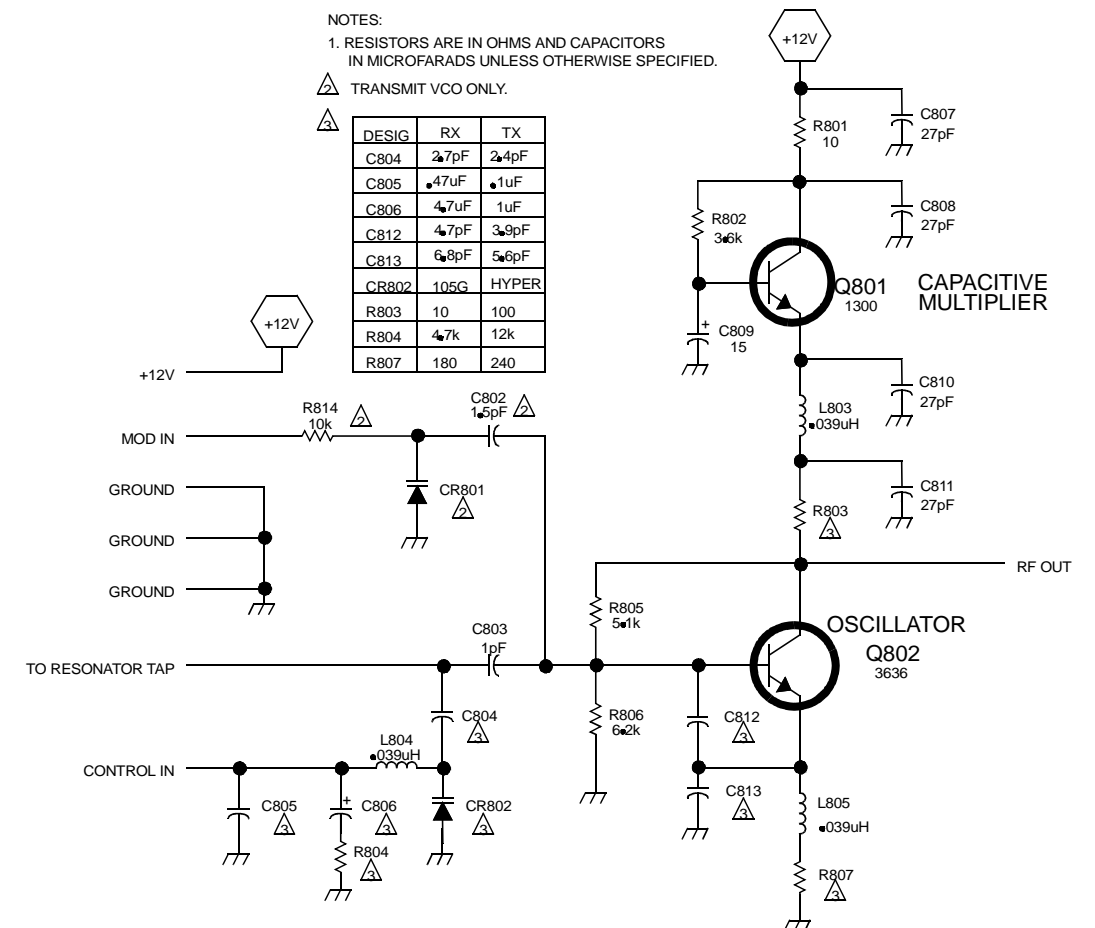 NOTES:
1. RESISTORS ARE IN OHMS AND CAPACITORS
IN MICROFARADS UNLESS OTHERWISE SPECIFIED.
2 TRANSMIT VCO ONLY.
3
DESIG RX TX
C804 2.7pF 2.4pF
C805 .47uF .1uF
C806 4.7uF 1uF
C812 4.7pF 3.9pF
C813 6.8pF 5.6pF
CR802 105G HYPER
R803 10 100
R804 4.7k 12k
R807 180 240
+12V
C807
27pF
R801
10
C808
27pF
R802
3.6k
Q801
1300
CAPACITIVE
MULTIPLIER
+
C809
15
C810
27pF
L803
.039uH
C811
27pF
R803
3
RF OUT
+12V
+12V
MOD IN
R814
10k
2
C802
1.5pF
2
CR801
2
GROUND
GROUND
GROUND
R805
5.1k
OSCILLATOR
Q802
3636
C803
1pF
TO RESONATOR TAP
R806
6.2k
C804
3
C812
3
L804
.039uH
CONTROL IN
C805
3
+
C806
3
CR802
3
R804
3
C813
3
L805
.039uH
R807
3